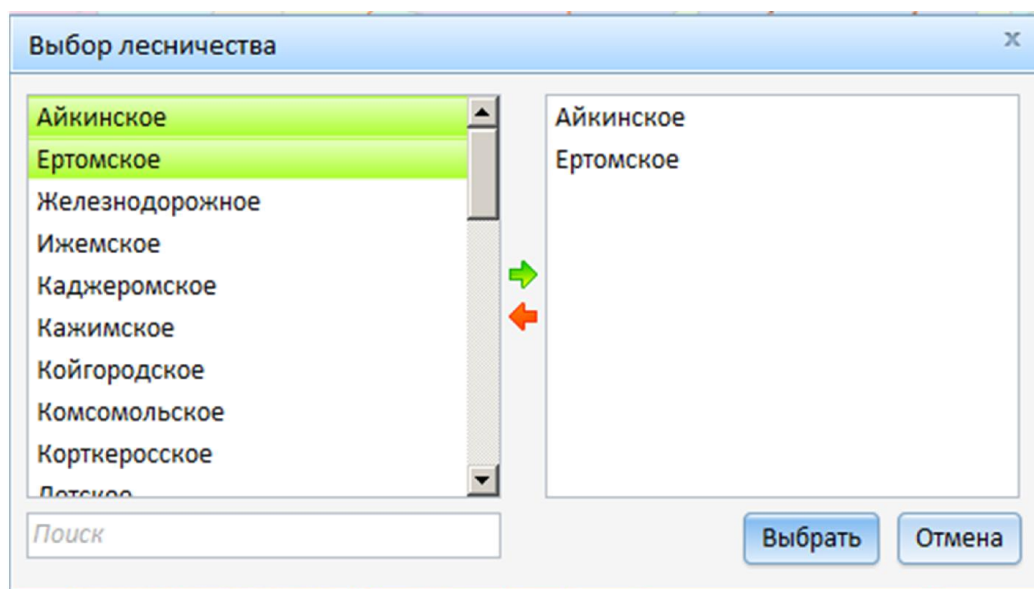 Выбор лесничества
x
Айкинское
Ертомское
Железнодорожное
Ижемское
Каджеромское
Кажимское
Койгородское
Комсомольское
Корткеросское
Айкинское
Ертомское
Поиск
Выбрать
Отмена